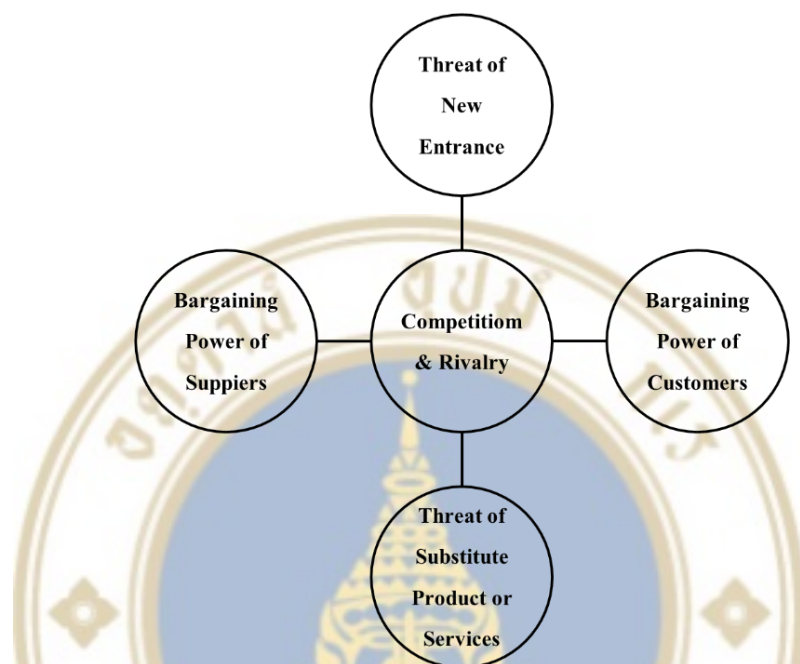 Threat of
New
Entrance
Bargaining
Power of
Suppiers
Competitiom
& Rivalry
Bargaining
Power of
Customers
Threat of
Substitute
Product or
Services